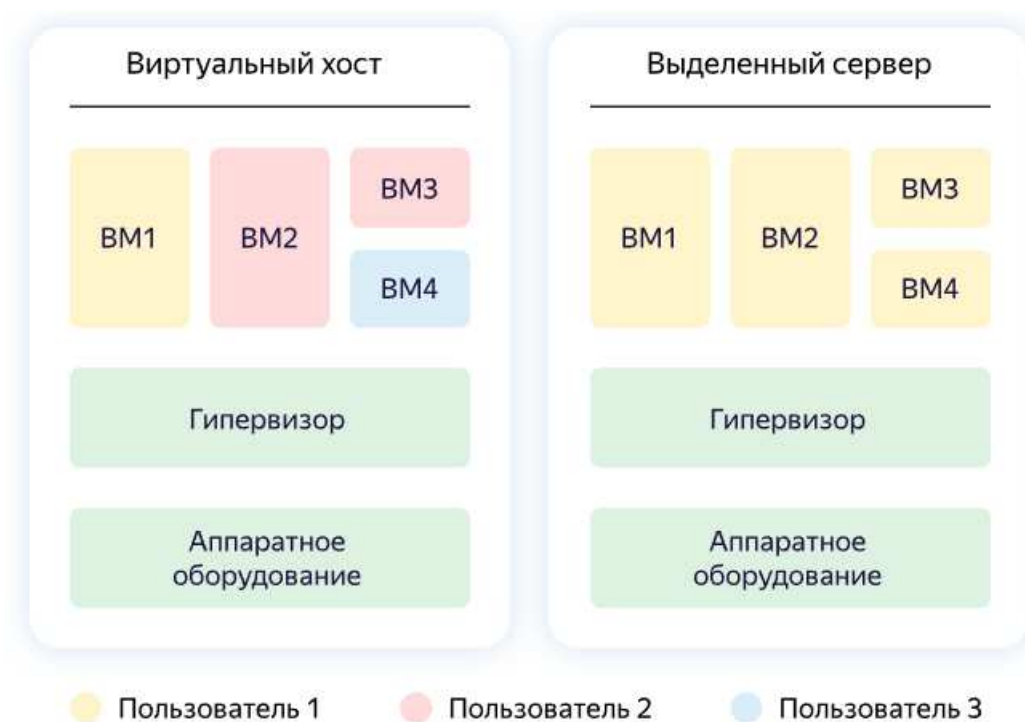 Виртуальный хост
ВМ1
ВМ2
ВМ3
ВМ4
Гипервизор
Аппаратное
оборудование
Выделенный сервер
ВМ1
ВМ2
ВМ3
ВМ4
Гипервизор
Аппаратное
оборудование
Пользователь 1
Пользователь 2
Пользователь 3